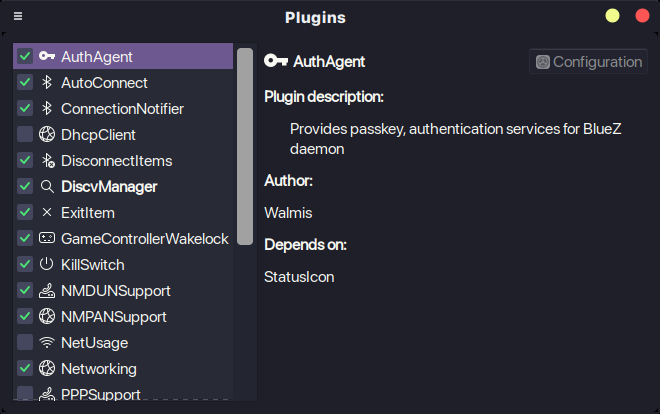 Plugins
AuthAgent
AutoConnect
ConnectionNotifier
DhcpClient
DisconnectItems
DiscvManager
ExitItem
GameControllerWakelock
KillSwitch
NMDUNSupport
NMPANSupport
NetUsage
Networking
PPPSupport
AuthAgent
Configuration
Plugin description:
Provides passkey, authentication services for BlueZ
daemon
Author:
Walmis
Depends on:
StatusIcon